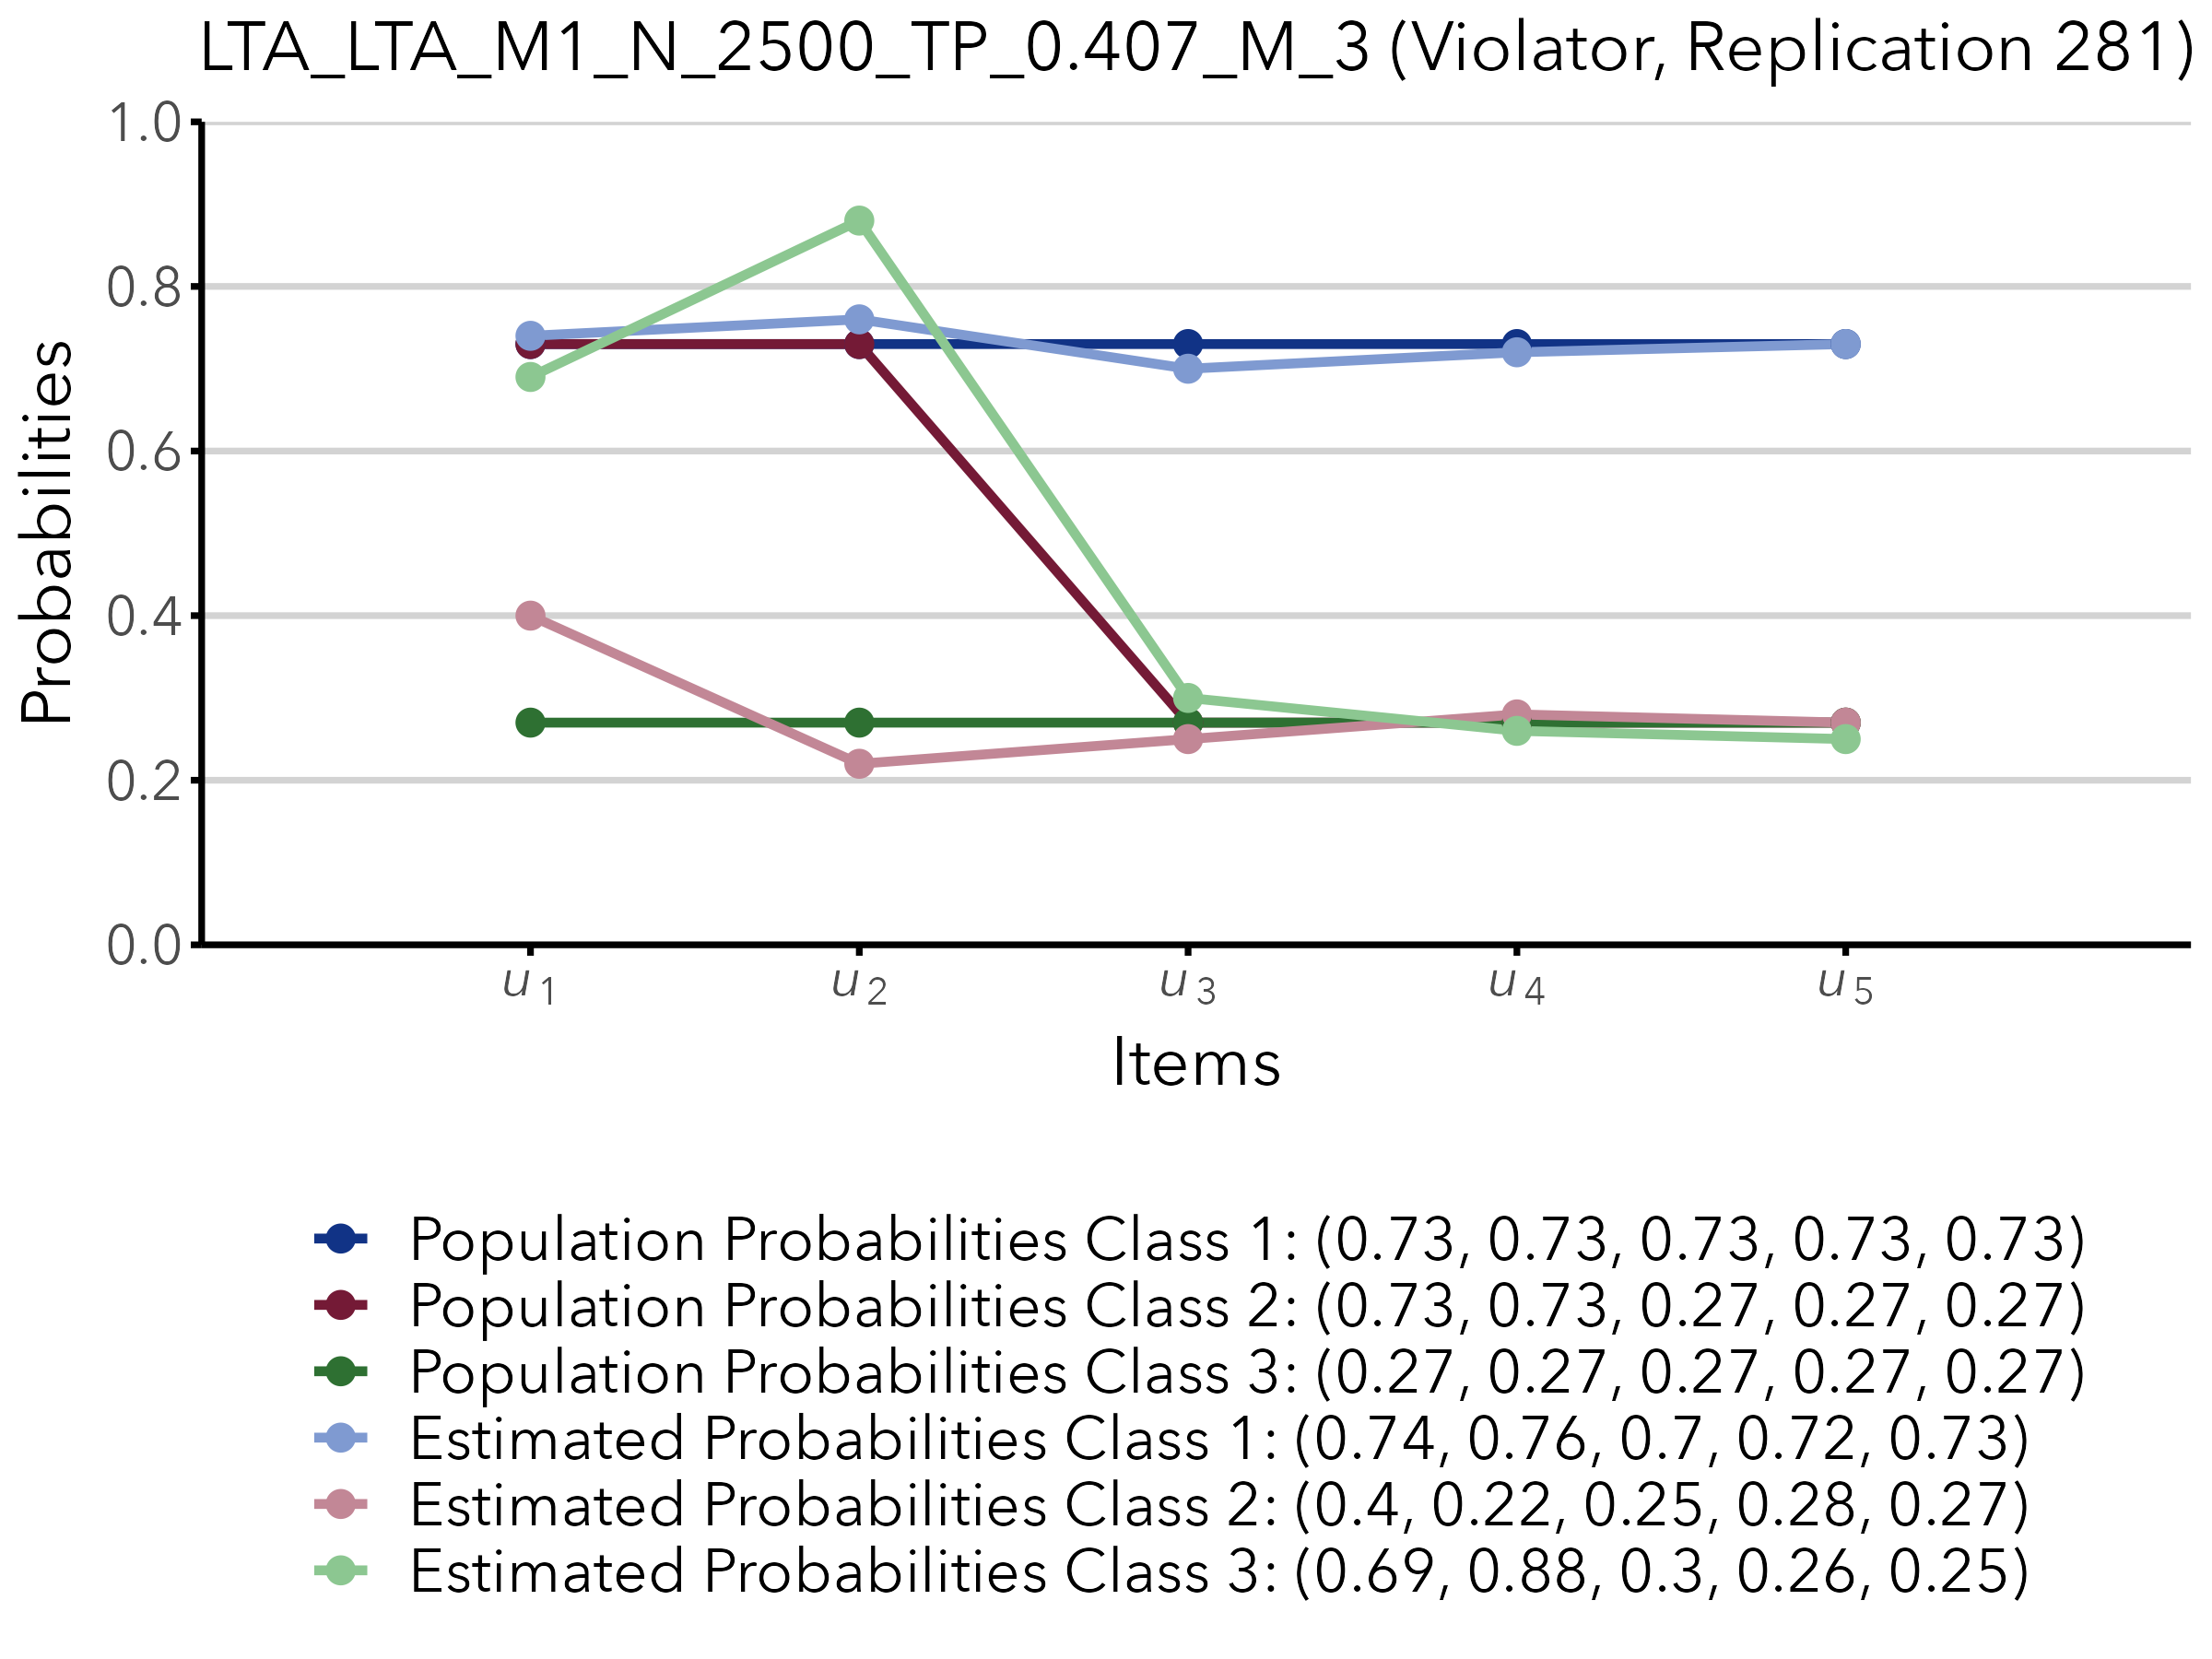 LTA_LTA_M1_N_2500_TP_0.407_M_3 (Violator, Replication 281)
1.0
0.8
0.6
0.4
0.2
0.0
Probabilities
u1 u2 u3 u4 u5
Items
Population Probabilities Class 1: (0.73, 0.73, 0.73, 0.73, 0.73)
Population Probabilities Class 2: (0.73, 0.73, 0.27, 0.27, 0.27)
Population Probabilities Class 3: (0.27, 0.27, 0.27, 0.27, 0.27)
Estimated Probabilities Class 1: (0.74, 0.76, 0.7, 0.72, 0.73)
Estimated Probabilities Class 2: (0.4, 0.22, 0.25, 0.28, 0.27)
Estimated Probabilities Class 3: (0.69, 0.88, 0.3, 0.26, 0.25)